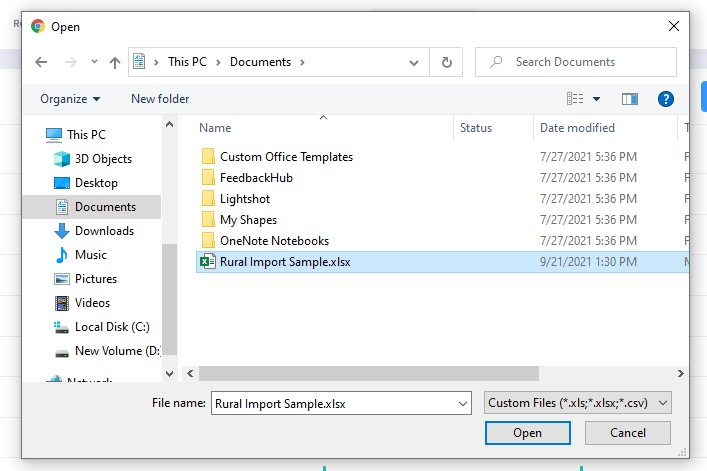 Open
This PC > Documents >
Search Documents
Organize
New folder
Name Status Date modified T
This PC
3D Objects
Desktop
Documents
Downloads
Music
Pictures
Videos
Local Disk (C:)
New Volume (D:
Network
Custom Office Templates 7/27/2021 5:36 PM F
FeedbackHub 7/27/2021 5:36 PM F
Lightshot 7/27/2021 5:36 PM F
My Shapes 7/27/2021 5:36 PM F
OneNote Notebooks 7/27/2021 5:36 PM F
Rural Import Sample.xlsx 9/21/2021 1:30 PM M
File name: Rural Import Sample.xlsx Custom Files (*.xls;*.xlsx;*.csv)
Open Cancel